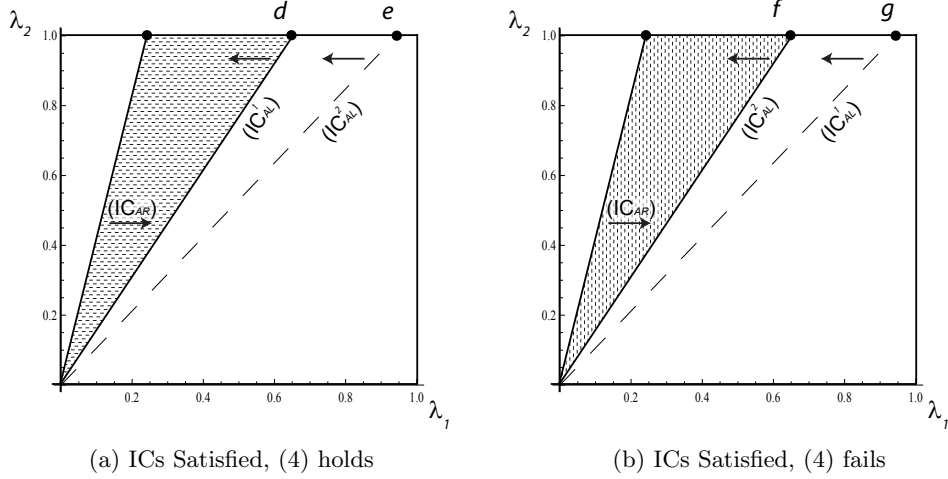 d
e
λ2
1.0
(IC¹AL)
(IC²AL)
0.8
0.6
(ICAR)
0.4
0.2
0.2
0.4
0.6
0.8
1.0
λ1
(a) ICs Satisfied, (4) holds
f
g
λ2
1.0
(IC²AL)
(IC¹AL)
0.8
0.6
(ICAR)
0.4
0.2
0.2
0.4
0.6
0.8
1.0
λ1
(b) ICs Satisfied, (4) fails